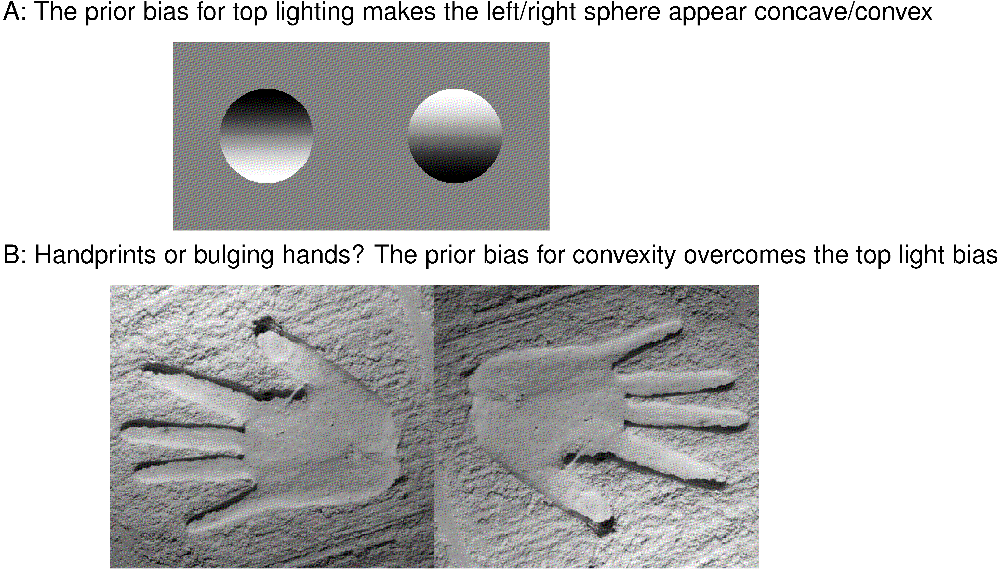 A: The prior bias for top lighting makes the left/right sphere appear concave/convex
B: Handprints or bulging hands? The prior bias for convexity overcomes the top light bias